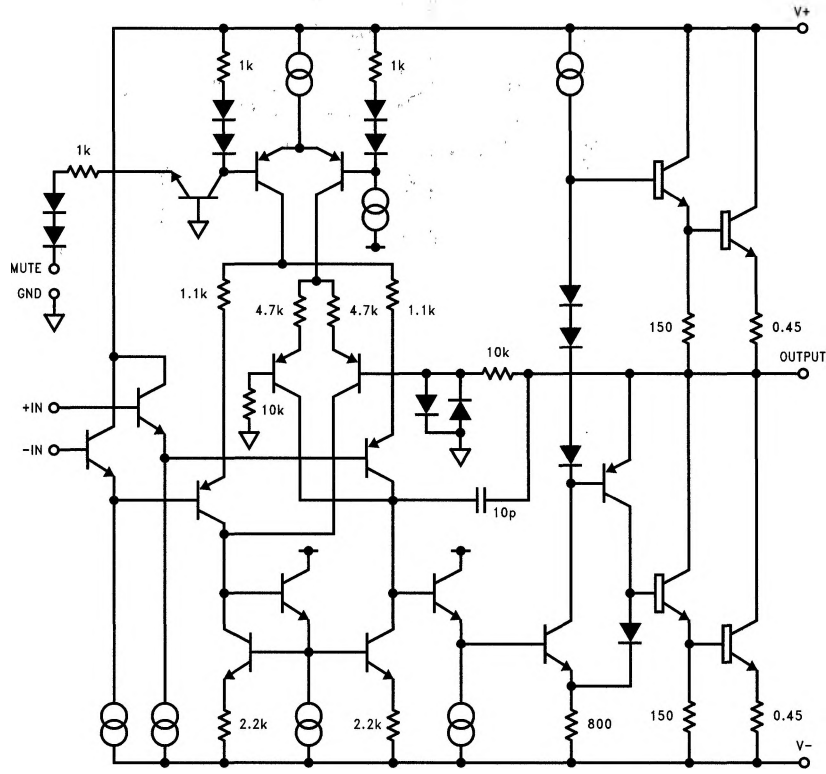 V+
1k
1k
1k
MUTE
GND
1.1k
4.7k
4.7k
1.1k
150
0.45
10k
OUTPUT
+IN
10k
-IN
10p
2.2k
2.2k
800
150
0.45
V-